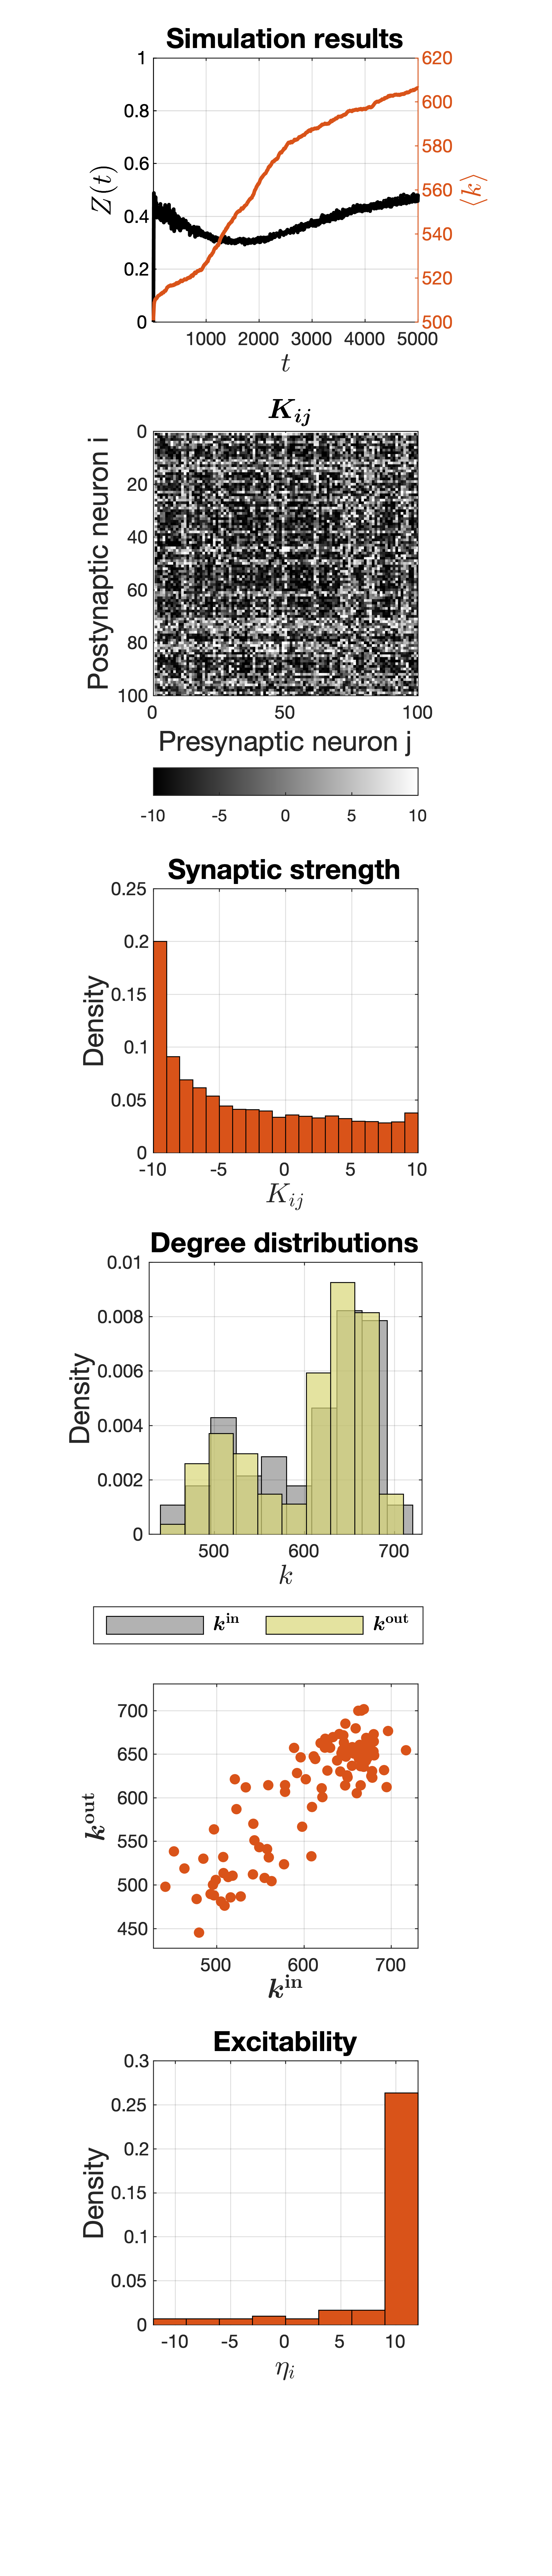 Simulation results
1
0.8
0.6
0.4
0.2
0
Z(t)
620
600
580
560
540
520
500
⟨k⟩
1000 2000 3000 4000 5000
t
K_{ij}
0
20
40
60
80
100
Postynaptic neuron i
0 50 100
Presynaptic neuron j
-10 -5 0 5 10
Synaptic strength
0.25
0.2
0.15
0.1
0.05
0
Density
-10 -5 0 5 10
K_{ij}
Degree distributions
0.01
0.008
0.006
0.004
0.002
0
Density
500 600 700
k
k^{in} k^{out}
700
650
600
550
500
450
k^{out}
500 600 700
k^{in}
Excitability
0.3
0.25
0.2
0.15
0.1
0.05
0
Density
-10 -5 0 5 10
η_i